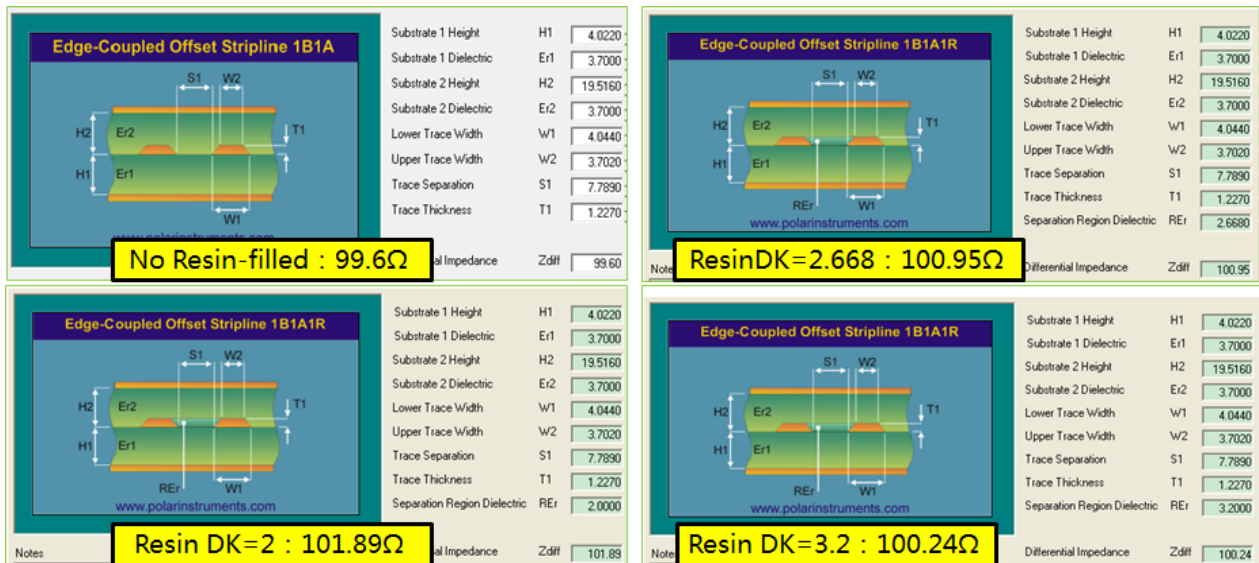 Edge-Coupled Offset Stripline 1B1A
S1 W2
T1
H2 Er2
H1 Er1
W1
www.polarinstruments.com
Substrate 1 Height H1 4.0220
Substrate 1 Dielectric Er1 3.7000
Substrate 2 Height H2 19.5160
Substrate 2 Dielectric Er2 3.7000
Lower Trace Width W1 4.0440
Upper Trace Width W2 3.7020
Trace Separation S1 7.7890
Trace Thickness T1 1.2270
No Resin-filled : 99.6Ω
al Impedance Zdiff 99.60
Edge-Coupled Offset Stripline 1B1A1R
S1 W2
T1
H2 Er2
H1 Er1
REr W1
www.polarinstruments.com
Substrate 1 Height H1 4.0220
Substrate 1 Dielectric Er1 3.7000
Substrate 2 Height H2 19.5160
Substrate 2 Dielectric Er2 3.7000
Lower Trace Width W1 4.0440
Upper Trace Width W2 3.7020
Trace Separation S1 7.7890
Trace Thickness T1 1.2270
Separation Region Dielectric REr 2.6680
Note
ResinDK=2.668 : 100.95Ω
Differential Impedance Zdiff 100.95
Edge-Coupled Offset Stripline 1B1A1R
S1 W2
T1
H2 Er2
H1 Er1
REr W1
www.polarinstruments.com
Substrate 1 Height H1 4.0220
Substrate 1 Dielectric Er1 3.7000
Substrate 2 Height H2 19.5160
Substrate 2 Dielectric Er2 3.7000
Lower Trace Width W1 4.0440
Upper Trace Width W2 3.7020
Trace Separation S1 7.7890
Trace Thickness T1 1.2270
Separation Region Dielectric REr 2.0000
Notes
Resin DK=2 : 101.89Ω
al Impedance Zdiff 101.89
Edge-Coupled Offset Stripline 1B1A1R
S1 W2
T1
H2 Er2
H1 Er1
REr W1
www.polarinstruments.com
Substrate 1 Height H1 4.0220
Substrate 1 Dielectric Er1 3.7000
Substrate 2 Height H2 19.5160
Substrate 2 Dielectric Er2 3.7000
Lower Trace Width W1 4.0440
Upper Trace Width W2 3.7020
Trace Separation S1 7.7890
Trace Thickness T1 1.2270
Separation Region Dielectric REr 3.2000
Note
Resin DK=3.2 : 100.24Ω
Differential Impedance Zdiff 100.24